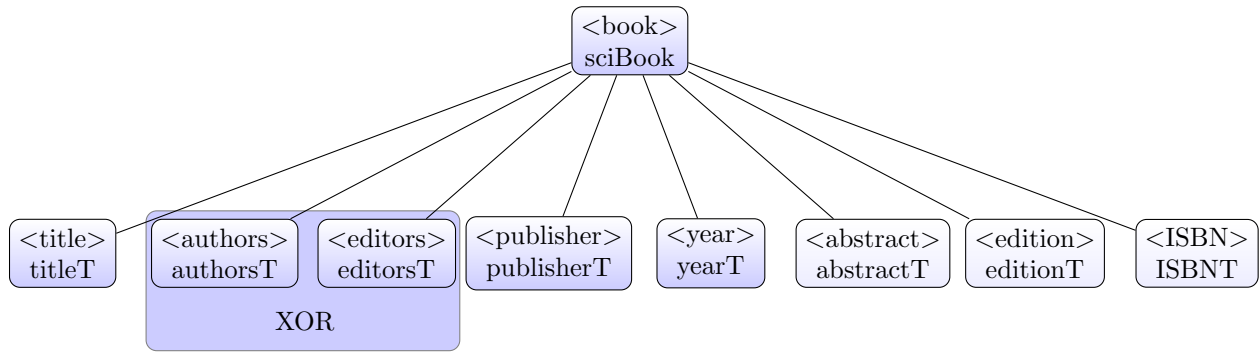 <book>
sciBook
<title>
titleT
<authors>
authorsT
<editors>
editorsT
<publisher>
publisherT
<year>
yearT
<abstract>
abstractT
<edition>
editionT
<ISBN>
ISBNT
XOR